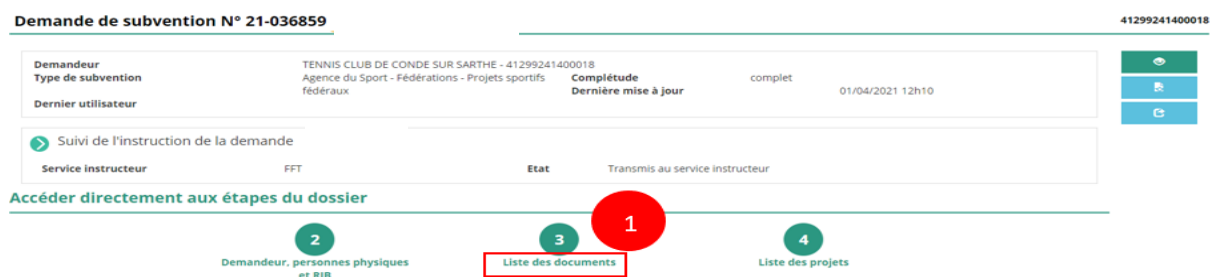 Demande de subvention N° 21-036859
41299241400018
Demandeur TENNIS CLUB DE CONDE SUR SARTHE - 41299241400018
Type de subvention Agence du Sport - Fédérations - Projets sportifs fédéraux Complétude complet
Dernière mise à jour 01/04/2021 12h10
Dernier utilisateur
Suivi de l'instruction de la demande
Service instructeur FFT Etat Transmis au service instructeur
Accéder directement aux étapes du dossier
1
2 3 4
Demandeur, personnes physiques et RIB
Liste des documents
Liste des projets